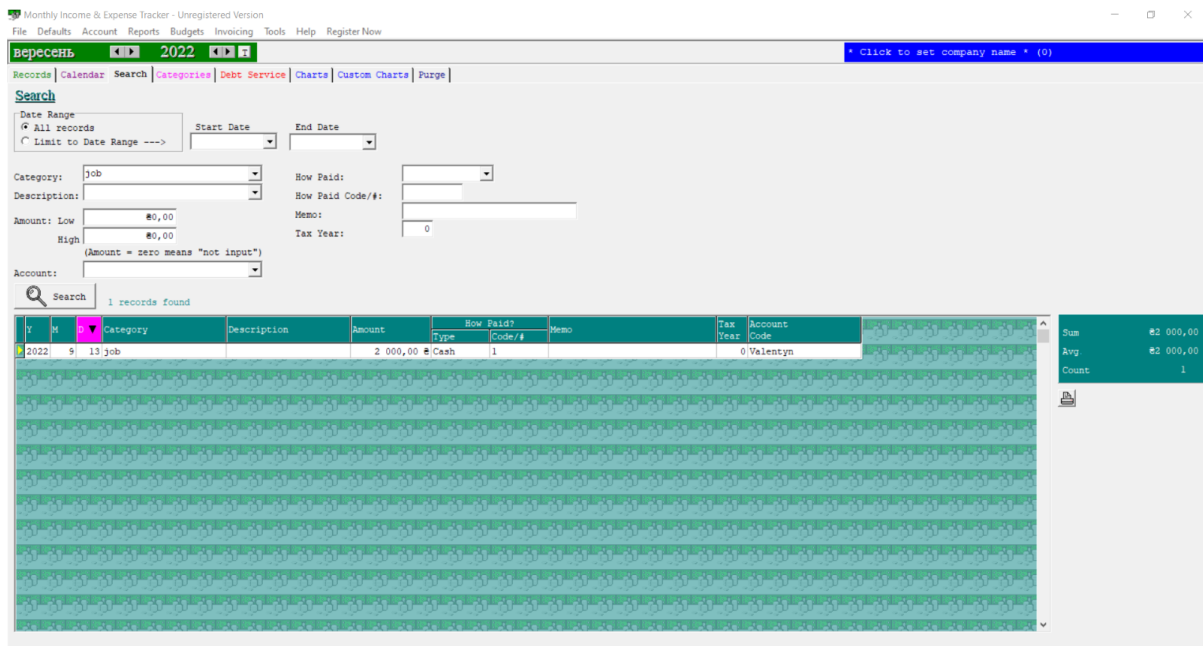 Monthly Income & Expense Tracker - Unregistered Version
File Defaults Account Reports Budgets Invoicing Tools Help Register Now
вересень 2022 T * Click to set company name * (0)
Records Calendar Search Categories Debt Service Charts Custom Charts Purge
Search
Date Range
All records Start Date End Date
Limit to Date Range --->
Category: job How Paid:
Description: How Paid Code/#:
Amount: Low ₴0,00 Memo:
High ₴0,00 Tax Year: 0
(Amount = zero means "not input")
Account:
Search 1 records found
Y M D ▼ Category Description Amount How Paid? Memo Tax Account
Type Code/# Year Code
2022 9 13 job 2 000,00 ₴ Cash 1 0 Valentyn
Sum ₴2 000,00
Avg. ₴2 000,00
Count 1